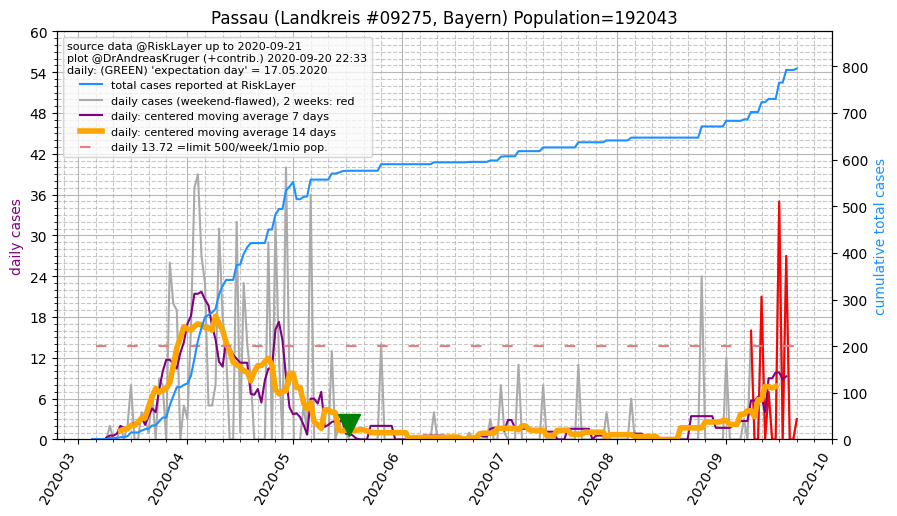 Passau (Landkreis #09275, Bayern) Population=192043
source data @RiskLayer up to 2020-09-21
plot @DrAndreasKruger (+contrib.) 2020-09-20 22:33
daily: (GREEN) 'expectation day' = 17.05.2020
total cases reported at RiskLayer
daily cases (weekend-flawed), 2 weeks: red
daily: centered moving average 7 days
daily: centered moving average 14 days
daily 13.72 =limit 500/week/1mio pop.
daily cases
60
54
48
42
36
30
24
18
12
6
0
cumulative total cases
800
700
600
500
400
300
200
100
0
2020-03
2020-04
2020-05
2020-06
2020-07
2020-08
2020-09
2020-10